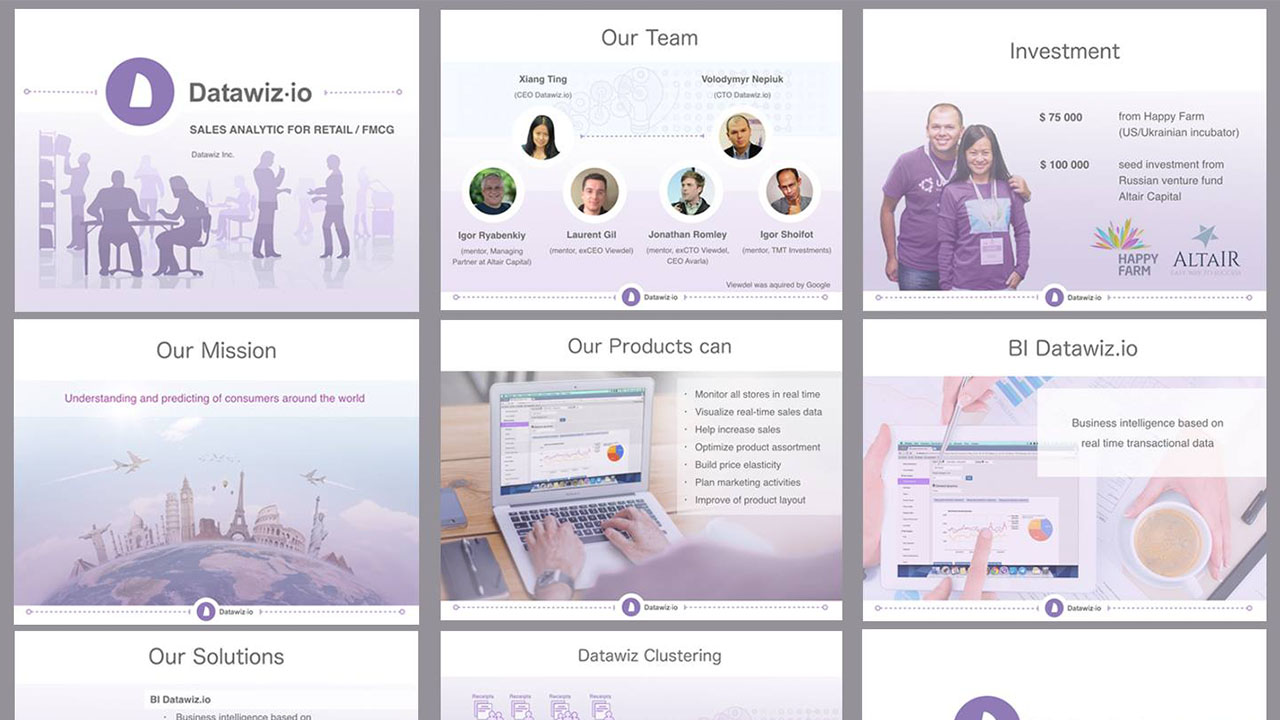 Datawiz·io
SALES ANALYTIC FOR RETAIL / FMCG
Datawiz Inc.
Our Team
Xiang Ting
(CEO Datawiz.io)
Volodymyr Nepiuk
(CTO Datawiz.io)
Igor Ryabenkiy
(mentor, Managing
Partner at Altair Capital)
Laurent Gil
(mentor, exCEO Viewdel)
Jonathan Romley
(mentor, exCTO Viewdel,
CEO Avarla)
Igor Shoifot
(mentor, TMT Investments)
Viewdel was aquired by Google
Datawiz·io
Investment
$ 75 000
from Happy Farm
(US/Ukrainian incubator)
$ 100 000
seed investment from
Russian venture fund
Altair Capital
HAPPY
FARM
ALTAIR
EASY WAY TO SUCCESS
Datawiz·io
Our Mission
Understanding and predicting of consumers around the world
Datawiz·io
Our Products can
· Monitor all stores in real time
· Visualize real-time sales data
· Help increase sales
· Optimize product assortment
· Build price elasticity
· Plan marketing activities
· Improve of product layout
Datawiz·io
BI Datawiz.io
Business intelligence based on
real time transactional data
Datawiz·io
Our Solutions
BI Datawiz.io
· Business intelligence based on
Datawiz Clustering
Receipts Receipts Receipts Receipts